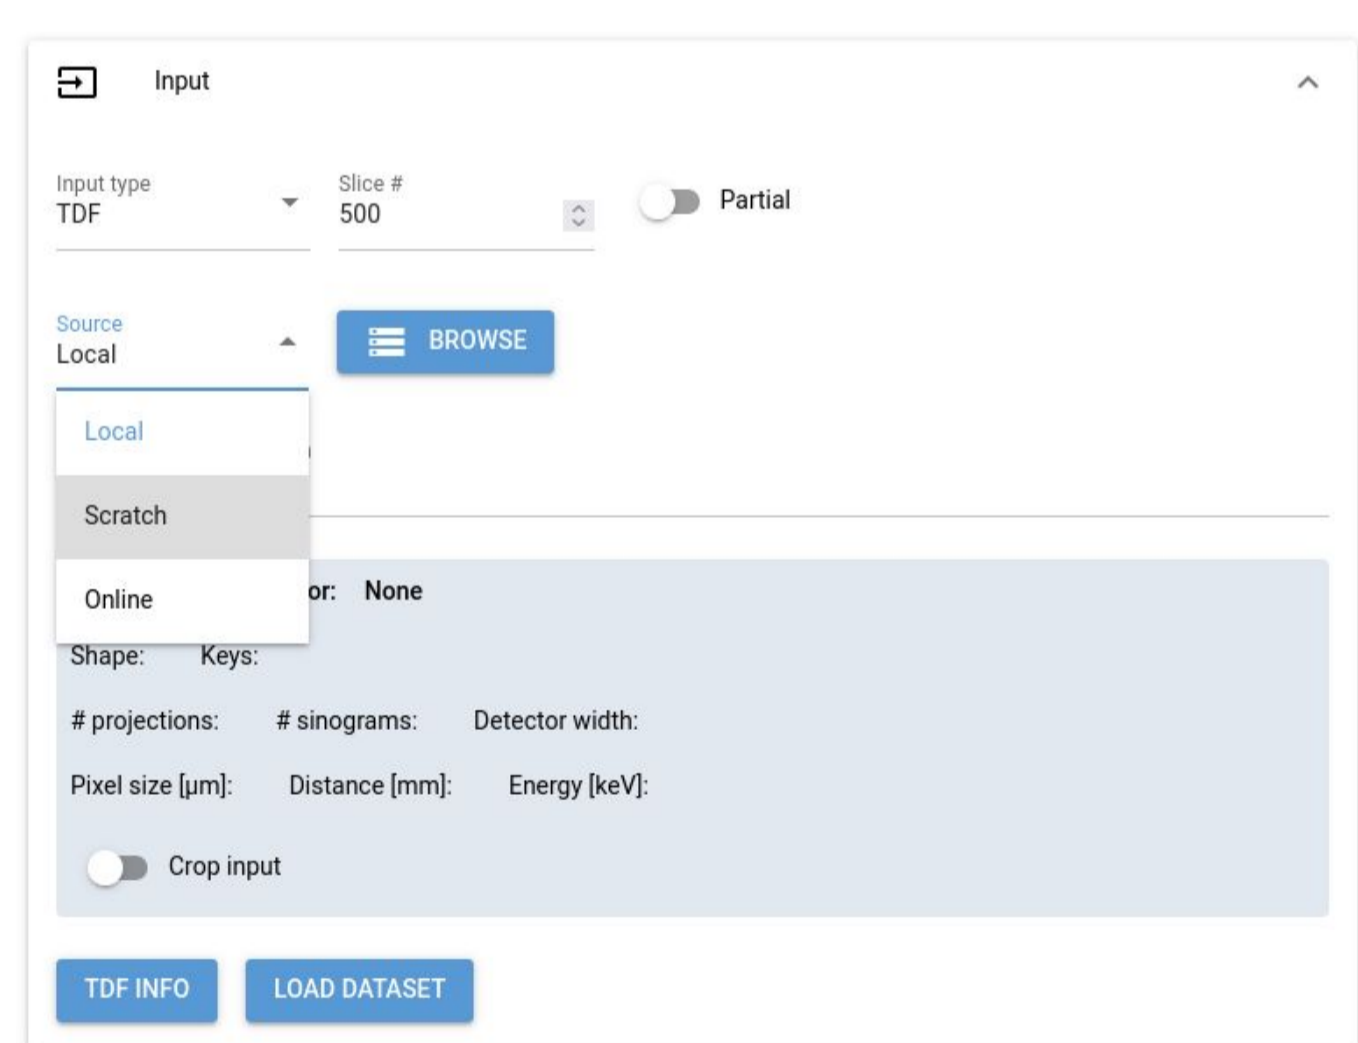 Input
Input type
TDF
Slice #
500
Partial
Source
Local
BROWSE
Local
Scratch
Online
None
Shape: Keys:
# projections: # sinograms: Detector width:
Pixel size [µm]: Distance [mm]: Energy [keV]:
Crop input
TDF INFO
LOAD DATASET